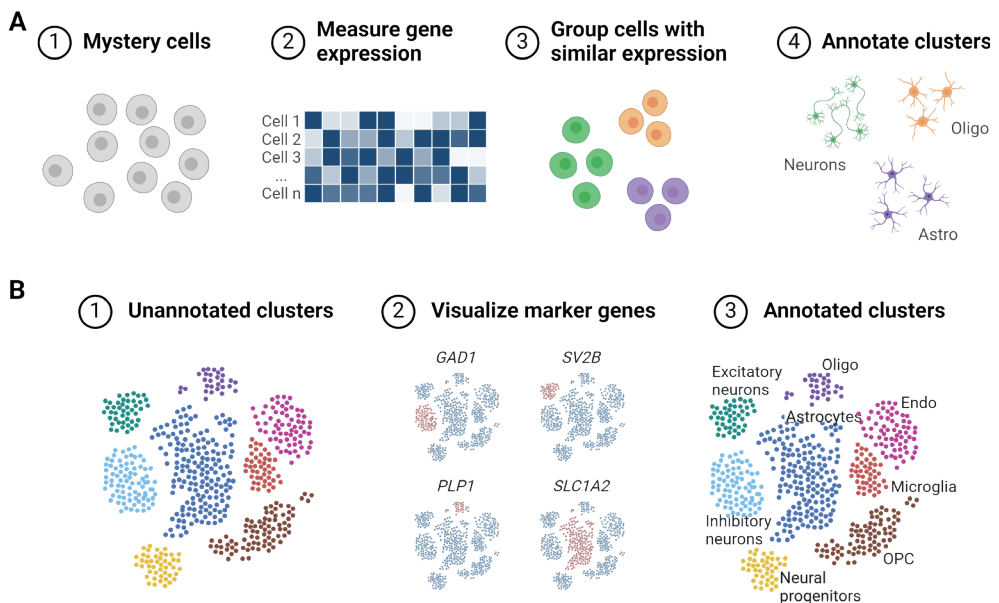 A
1 Mystery cells
2 Measure gene
expression
3 Group cells with
similar expression
4 Annotate clusters
Cell 1
Cell 2
Cell 3
...
Cell n
Neurons
Oligo
Astro
B
1 Unannotated clusters
2 Visualize marker genes
3 Annotated clusters
GAD1
SV2B
PLP1
SLC1A2
Excitatory
neurons
Oligo
Astrocytes
Endo
Microglia
Inhibitory
neurons
OPC
Neural
progenitors